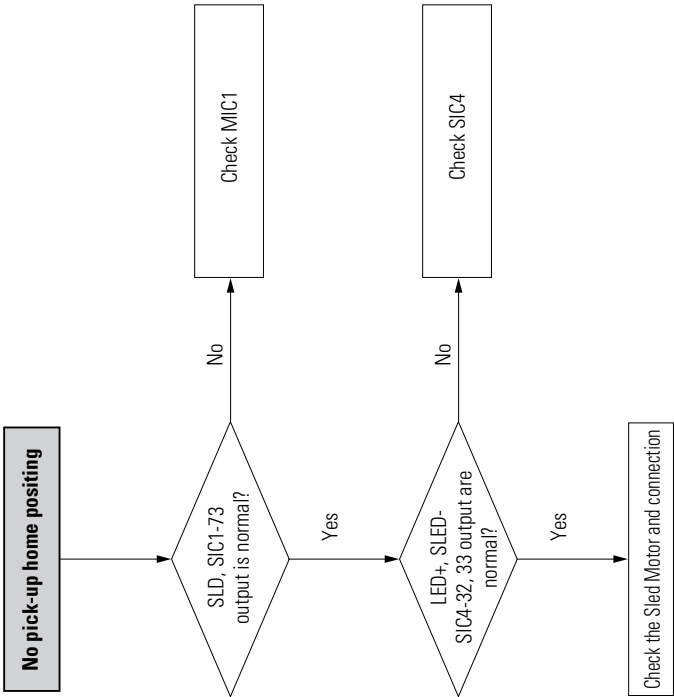 No pick-up home positing
SLD, SIC1-73
output is normal?
No
Check MIC1
Yes
LED+, SLED-
SIC4-32, 33 output are
normal?
No
Check SIC4
Yes
Check the Sled Motor and connection